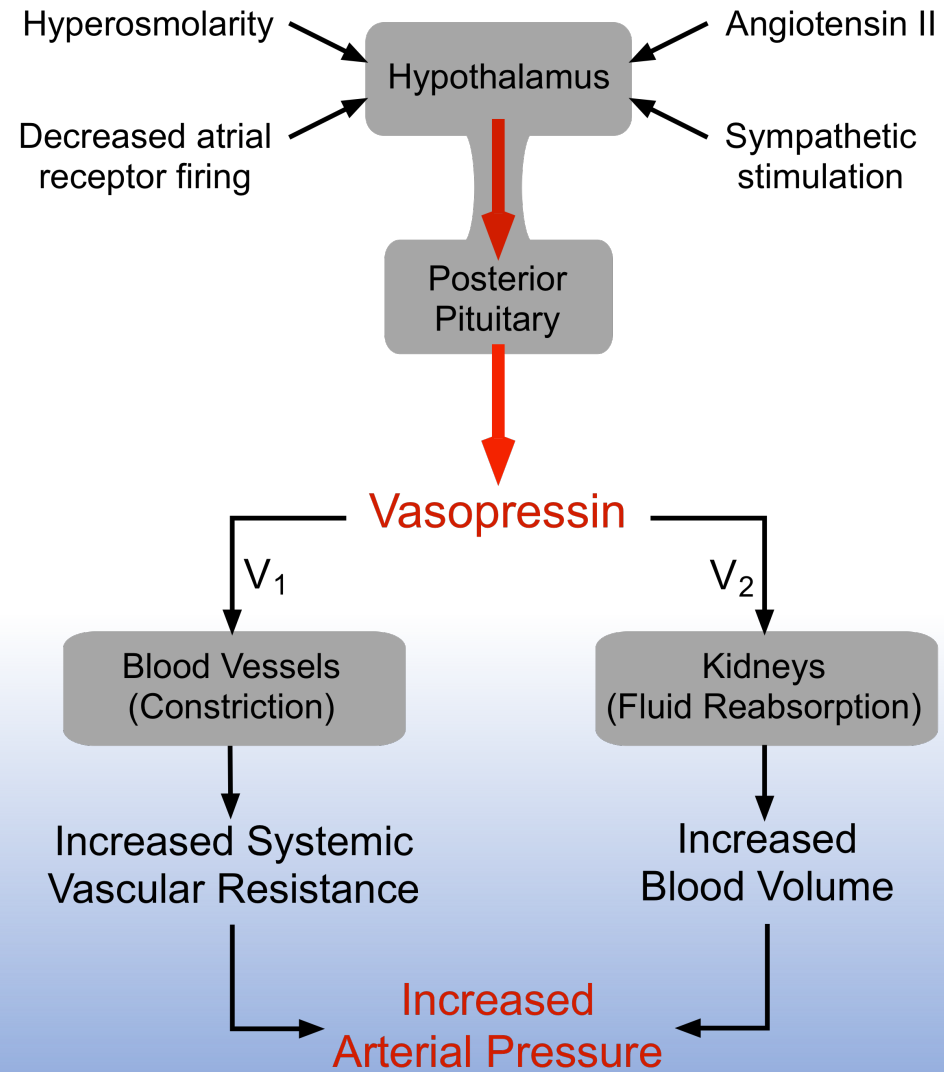 Hyperosmolarity
Angiotensin II
Hypothalamus
Decreased atrial
receptor firing
Sympathetic
stimulation
Posterior
Pituitary
Vasopressin
V₁
V₂
Blood Vessels
(Constriction)
Kidneys
(Fluid Reabsorption)
Increased Systemic
Vascular Resistance
Increased
Blood Volume
Increased
Arterial Pressure